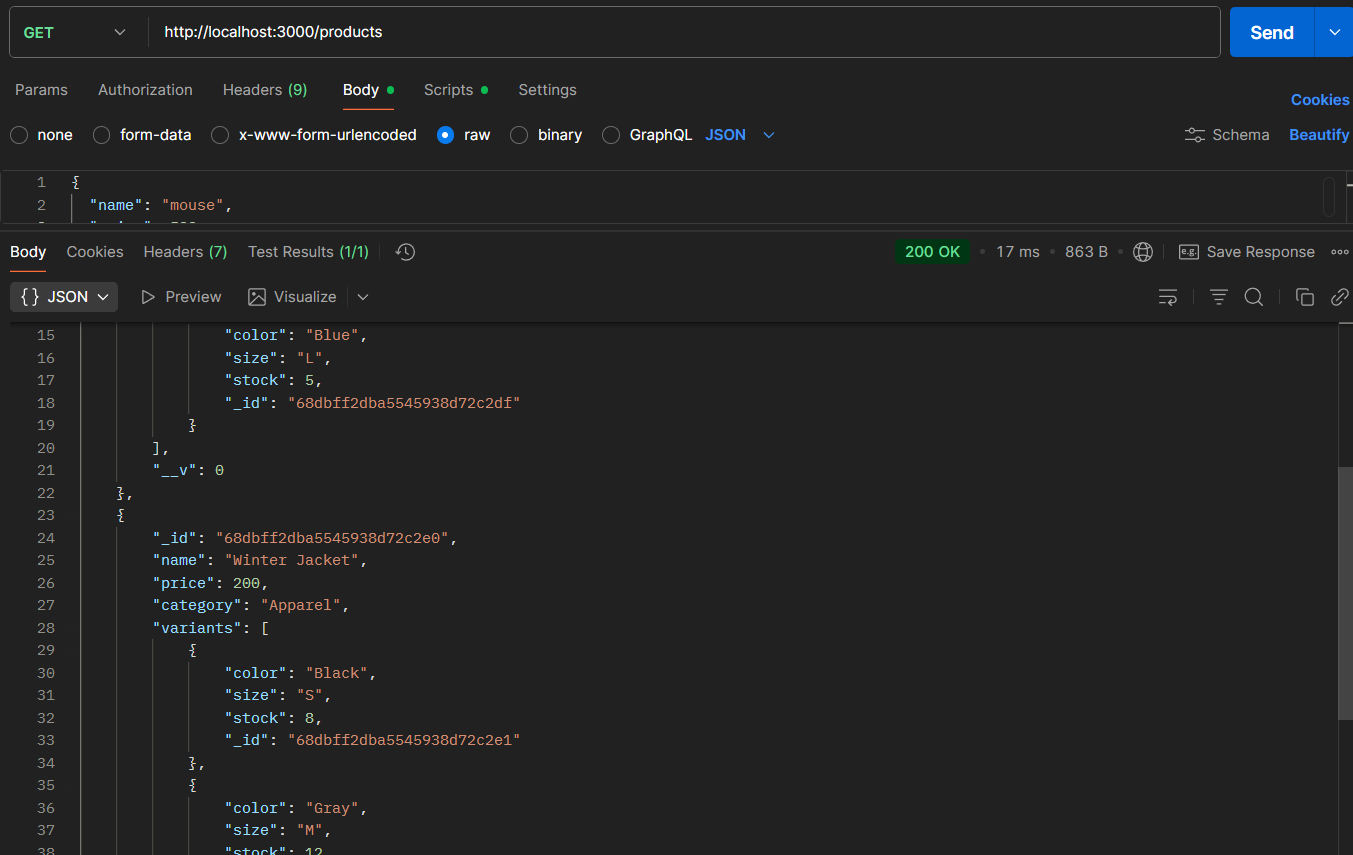 GET http://localhost:3000/products Send
Params Authorization Headers (9) Body Scripts Settings
Cookies
none form-data x-www-form-urlencoded raw binary GraphQL JSON Schema Beautify
1 {
2 "name": "mouse",
Body Cookies Headers (7) Test Results (1/1) 200 OK • 17 ms • 863 B • e.g. Save Response
{} JSON Preview Visualize
15 "color": "Blue",
16 "size": "L",
17 "stock": 5,
18 "_id": "68dbff2dba5545938d72c2df"
19 }
20 ],
21 "__v": 0
22 },
23 {
24 "_id": "68dbff2dba5545938d72c2e0",
25 "name": "Winter Jacket",
26 "price": 200,
27 "category": "Apparel",
28 "variants": [
29 {
30 "color": "Black",
31 "size": "S",
32 "stock": 8,
33 "_id": "68dbff2dba5545938d72c2e1"
34 },
35 {
36 "color": "Gray",
37 "size": "M",
38 "stock": 12